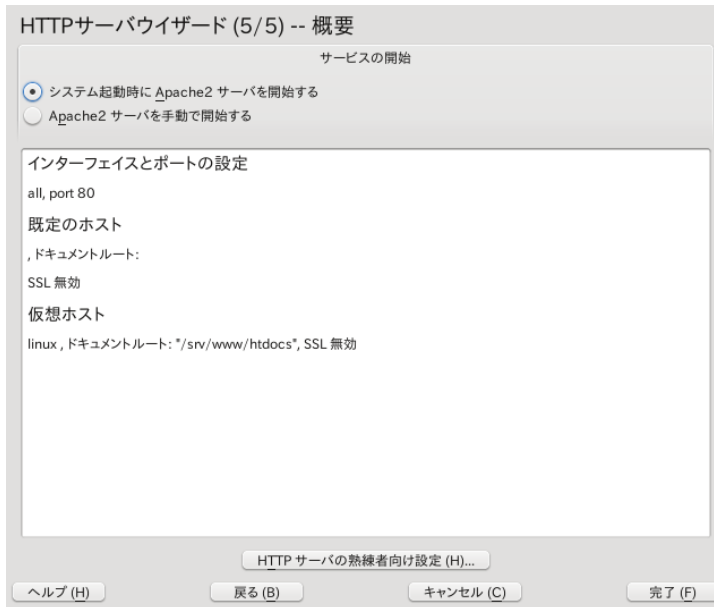 HTTPサーバウイザード (5/5) -- 概要
サービスの開始
システム起動時に Apache2 サーバを開始する
Apache2 サーバを手動で開始する
インターフェイスとポートの設定
all, port 80
既定のホスト
, ドキュメントルート:
SSL 無効
仮想ホスト
linux , ドキュメントルート: "/srv/www/htdocs", SSL 無効
HTTP サーバの熟練者向け設定 (H)...
ヘルプ (H) 戻る (B) キャンセル (C) 完了 (F)